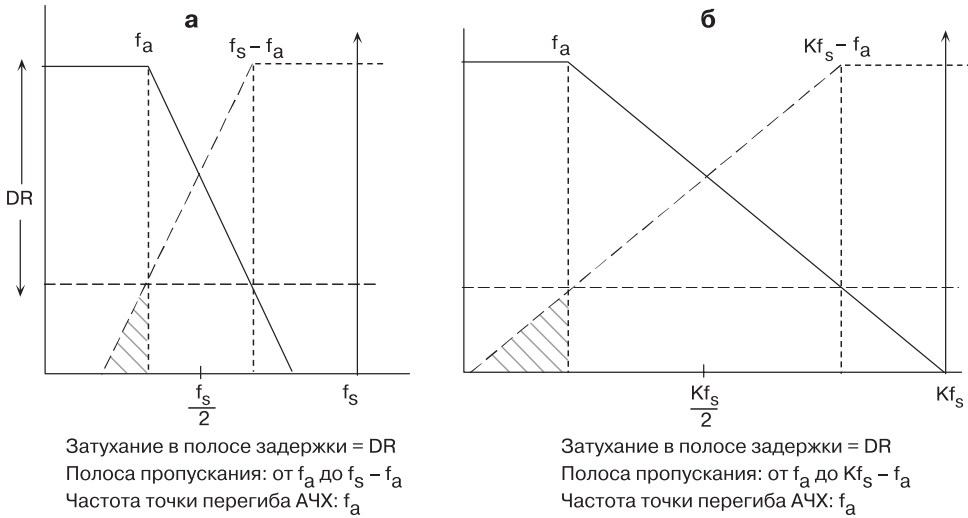 а
б
f_a
f_s – f_a
f_a
Kf_s – f_a
DR
f_s
2
f_s
Kf_s
2
Kf_s
Затухание в полосе задержки = DR
Полоса пропускания: от f_a до f_s – f_a
Частота точки перегиба АЧХ: f_a
Затухание в полосе задержки = DR
Полоса пропускания: от f_a до Kf_s – f_a
Частота точки перегиба АЧХ: f_a